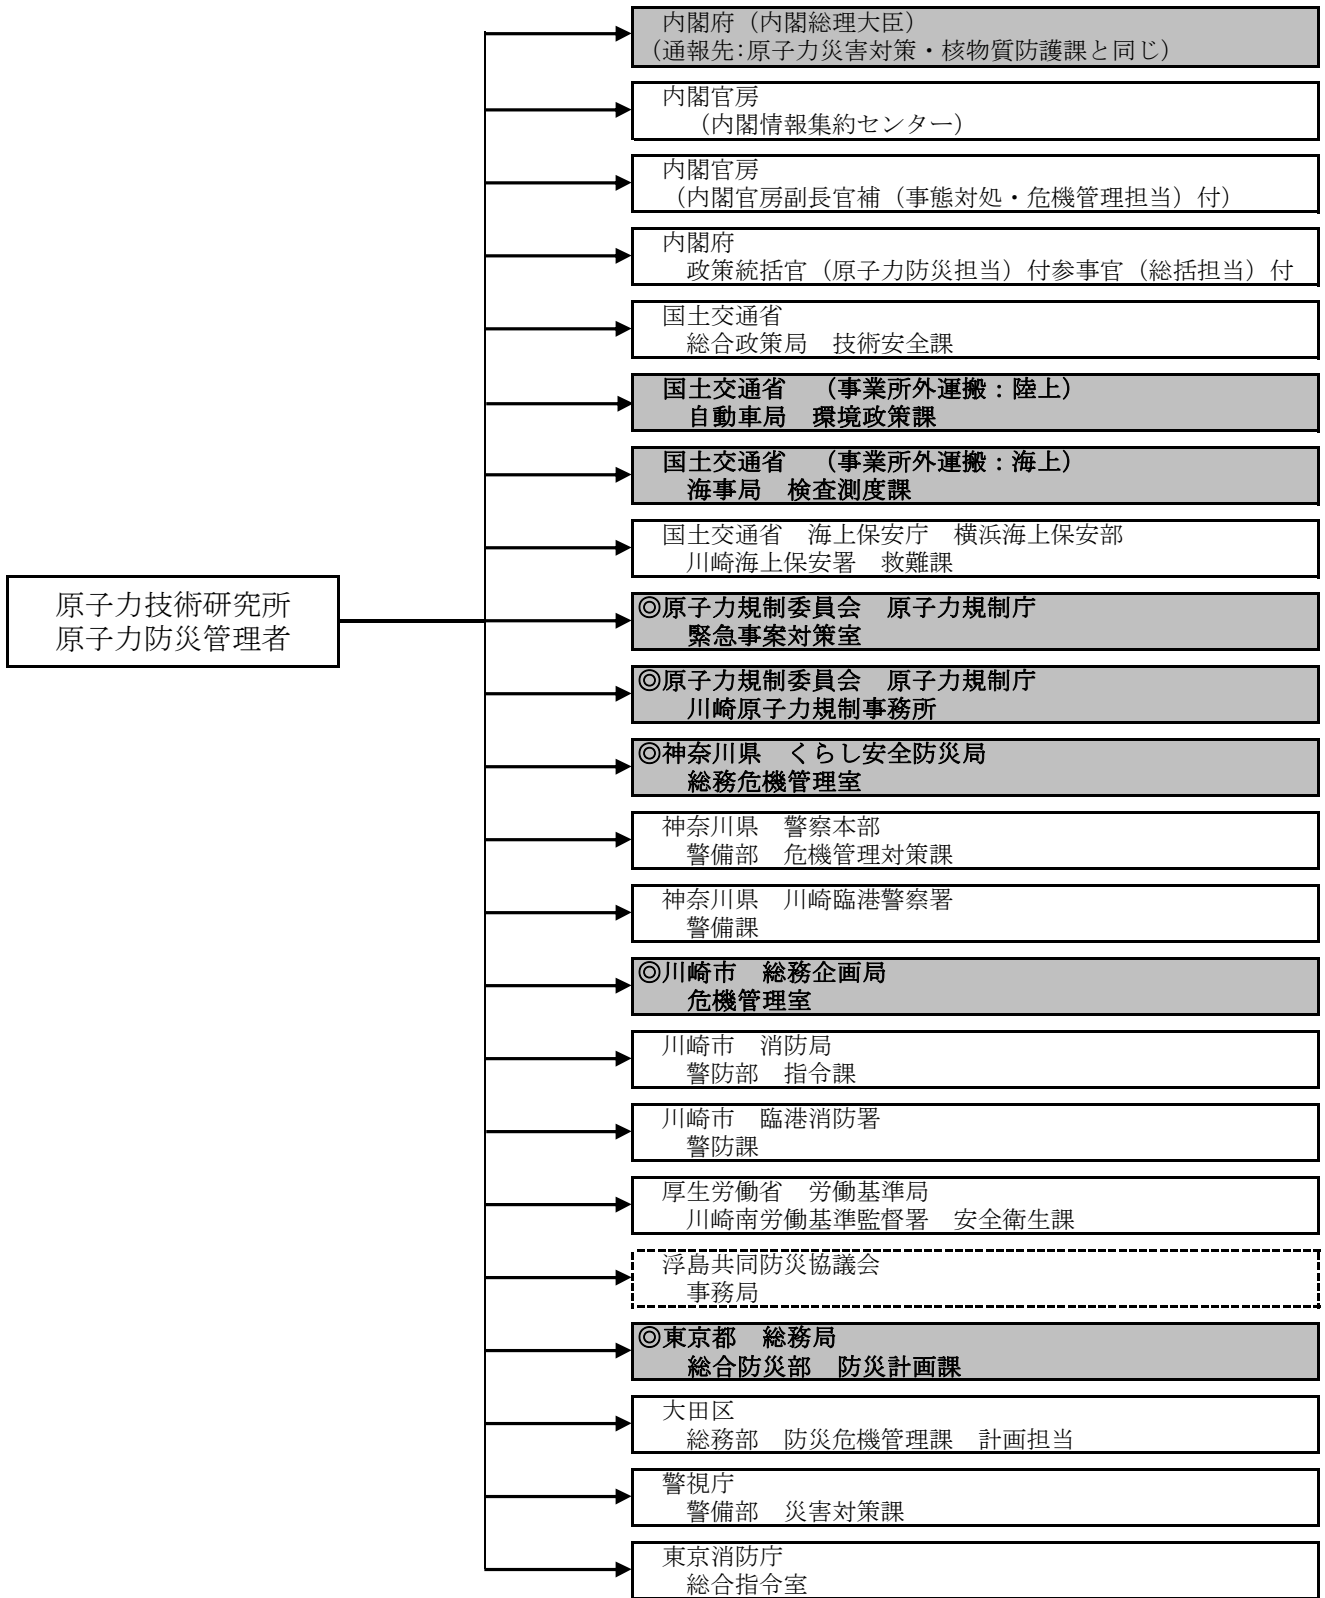 内閣府（内閣総理大臣）
（通報先:原子力災害対策・核物質防護課と同じ）
内閣官房
（内閣情報集約センター）
内閣官房
（内閣官房副長官補（事態対処・危機管理担当）付）
内閣府
政策統括官（原子力防災担当）付参事官（総括担当）付
国土交通省
総合政策局　技術安全課
国土交通省　（事業所外運搬：陸上）
自動車局　環境政策課
国土交通省　（事業所外運搬：海上）
海事局　検査測度課
国土交通省　海上保安庁　横浜海上保安部
川崎海上保安署　救難課
原子力技術研究所
原子力防災管理者
◎原子力規制委員会　原子力規制庁
緊急事案対策室
◎原子力規制委員会　原子力規制庁
川崎原子力規制事務所
◎神奈川県　くらし安全防災局
総務危機管理室
神奈川県　警察本部
警備部　危機管理対策課
神奈川県　川崎臨港警察署
警備課
◎川崎市　総務企画局
危機管理室
川崎市　消防局
警防部　指令課
川崎市　臨港消防署
警防課
厚生労働省　労働基準局
川崎南労働基準監督署　安全衛生課
浮島共同防災協議会
事務局
◎東京都　総務局
総合防災部　防災計画課
大田区
総務部　防災危機管理課　計画担当
警視庁
警備部　災害対策課
東京消防庁
総合指令室